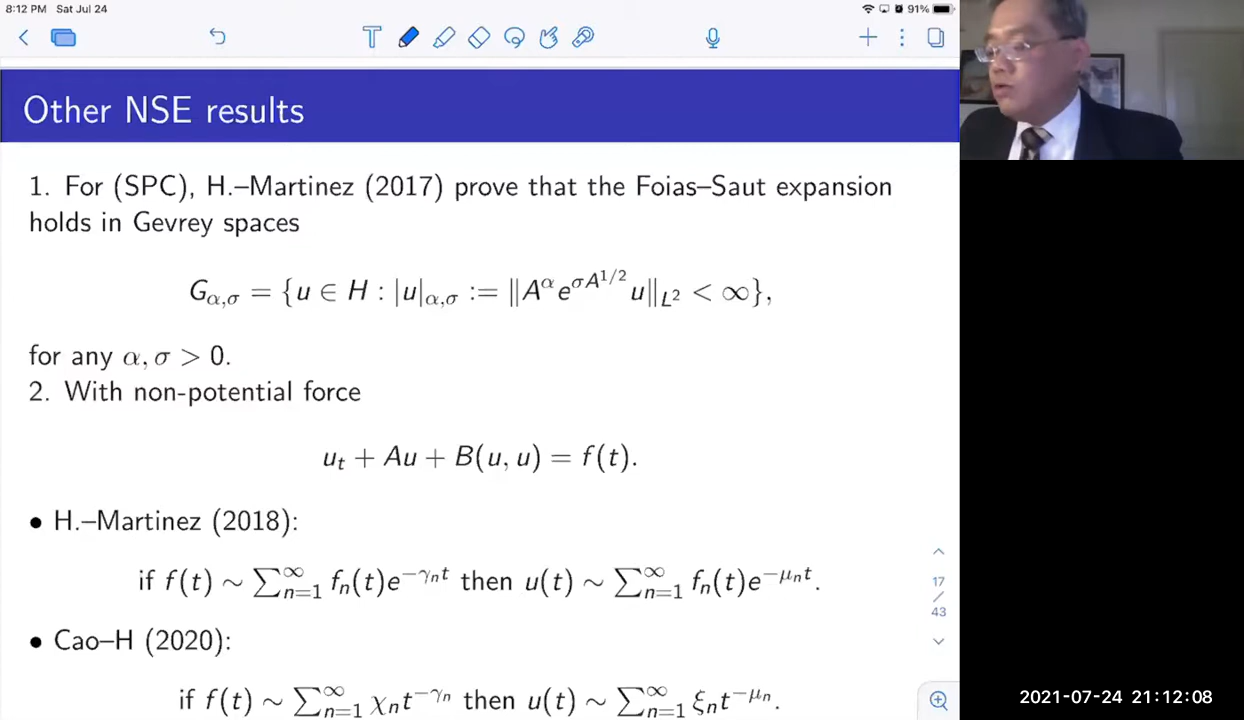 8:12 PM Sat Jul 24
91%
Other NSE results
1. For (SPC), H.–Martinez (2017) prove that the Foias–Saut expansion
holds in Gevrey spaces
G_{α,σ} = {u ∈ H : |u|_{α,σ} := ‖A^α e^{σA^{1/2}} u‖_{L^2} < ∞},
for any α, σ > 0.
2. With non-potential force
u_t + Au + B(u, u) = f(t).
• H.–Martinez (2018):
if f(t) ∼ ∑_{n=1}^∞ f_n(t)e^{−γ_n t} then u(t) ∼ ∑_{n=1}^∞ f_n(t)e^{−μ_n t}.
• Cao–H (2020):
if f(t) ∼ ∑_{n=1}^∞ χ_n t^{−γ_n} then u(t) ∼ ∑_{n=1}^∞ ξ_n t^{−μ_n}.
17
/
43
2021-07-24 21:12:08